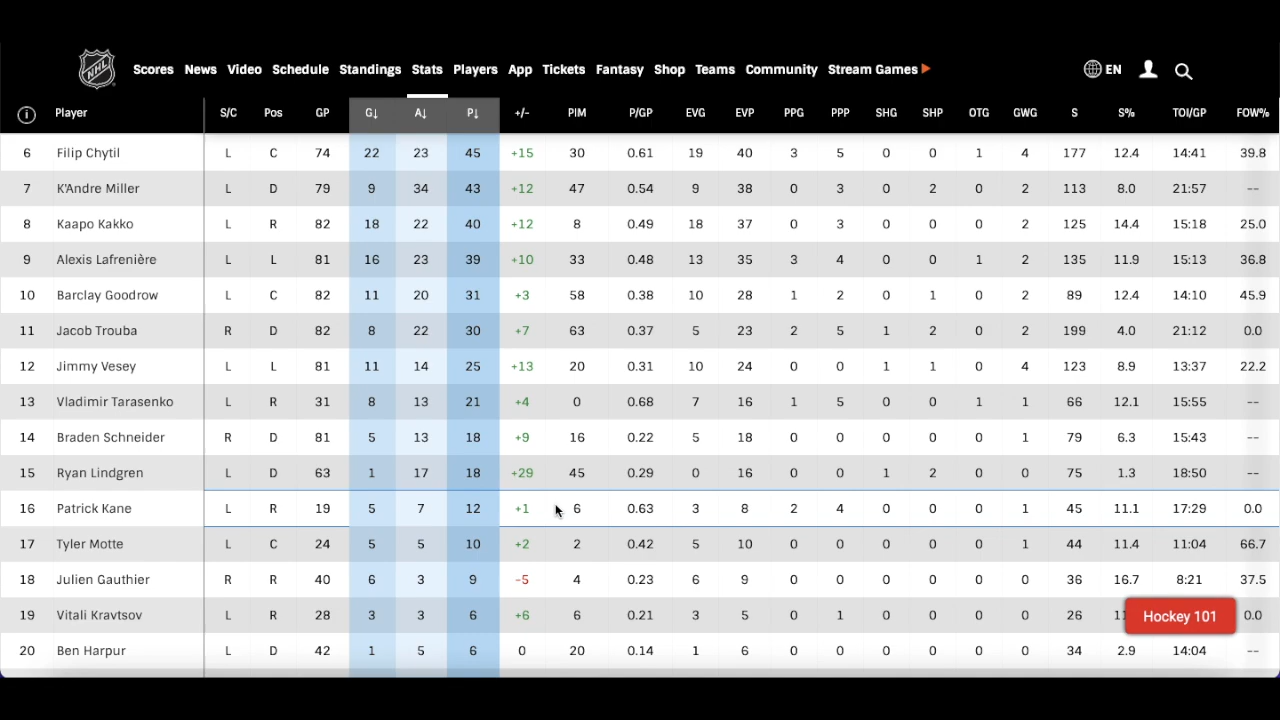 NHL Scores News Video Schedule Standings Stats Players App Tickets Fantasy Shop Teams Community Stream Games EN
i Player S/C Pos GP G↓ A↓ P↓ +/- PIM P/GP EVG EVP PPG PPP SHG SHP OTG GWG S S% TOI/GP FOW%
6 Filip Chytil L C 74 22 23 45 +15 30 0.61 19 40 3 5 0 0 1 4 177 12.4 14:41 39.8
7 K'Andre Miller L D 79 9 34 43 +12 47 0.54 9 38 0 3 0 2 0 2 113 8.0 21:57 --
8 Kaapo Kakko L R 82 18 22 40 +12 8 0.49 18 37 0 3 0 0 0 2 125 14.4 15:18 25.0
9 Alexis Lafrenière L L 81 16 23 39 +10 33 0.48 13 35 3 4 0 0 1 2 135 11.9 15:13 36.8
10 Barclay Goodrow L C 82 11 20 31 +3 58 0.38 10 28 1 2 0 1 0 2 89 12.4 14:10 45.9
11 Jacob Trouba R D 82 8 22 30 +7 63 0.37 5 23 2 5 1 2 0 2 199 4.0 21:12 0.0
12 Jimmy Vesey L L 81 11 14 25 +13 20 0.31 10 24 0 0 1 1 0 4 123 8.9 13:37 22.2
13 Vladimir Tarasenko L R 31 8 13 21 +4 0 0.68 7 16 1 5 0 0 1 1 66 12.1 15:55 --
14 Braden Schneider R D 81 5 13 18 +9 16 0.22 5 18 0 0 0 0 0 1 79 6.3 15:43 --
15 Ryan Lindgren L D 63 1 17 18 +29 45 0.29 0 16 0 0 1 2 0 0 75 1.3 18:50 --
16 Patrick Kane L R 19 5 7 12 +1 6 0.63 3 8 2 4 0 0 0 1 45 11.1 17:29 0.0
17 Tyler Motte L C 24 5 5 10 +2 2 0.42 5 10 0 0 0 0 0 1 44 11.4 11:04 66.7
18 Julien Gauthier R R 40 6 3 9 -5 4 0.23 6 9 0 0 0 0 0 0 36 16.7 8:21 37.5
19 Vitali Kravtsov L R 28 3 3 6 +6 6 0.21 3 5 0 1 0 0 0 0 26 0.0
Hockey 101
20 Ben Harpur L D 42 1 5 6 0 20 0.14 1 6 0 0 0 0 0 0 34 2.9 14:04 --